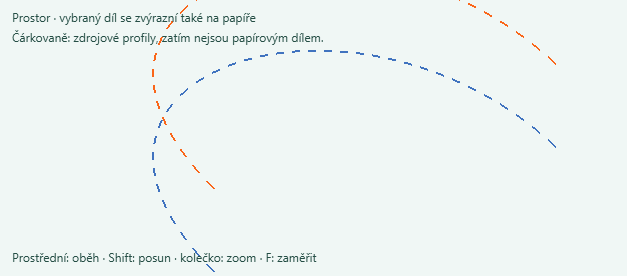 Prostor · vybraný díl se zvýrazní také na papíře
Čárkovaně: zdrojové profily, zatím nejsou papírovým dílem.
Prostřední: oběh · Shift: posun · kolečko: zoom · F: zaměřit